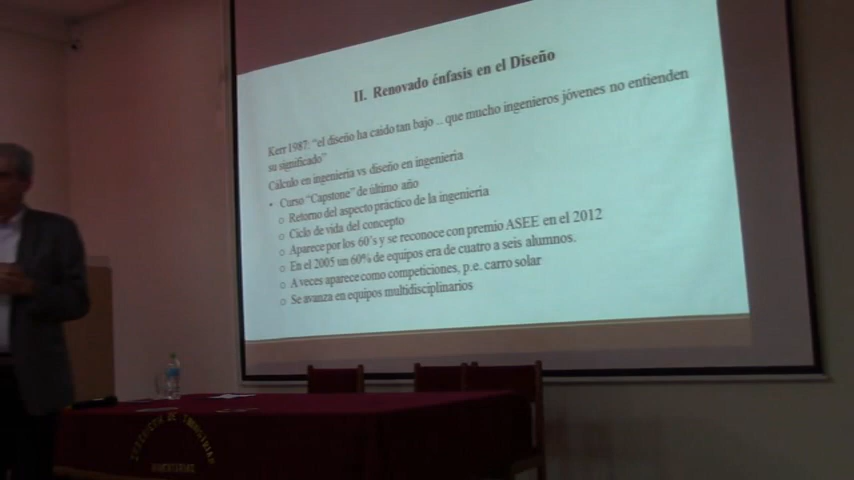 II. Renovado énfasis en el Diseño
Kerr 1987: “el diseño ha caido tan bajo ... que mucho ingenieros jóvenes no entienden
su significado”
Cálculo en ingenieria vs diseño en ingenieria
• Curso “Capstone” de último año
o Retorno del aspecto práctico de la ingenieria
o Ciclo de vida del concepto
o Aparece por los 60´s y se reconoce con premio ASEE en el 2012
o En el 2005 un 60% de equipos era de cuatro a seis alumnos.
o A veces aparece como competiciones, p.e. carro solar
o Se avanza en equipos multidisciplinarios